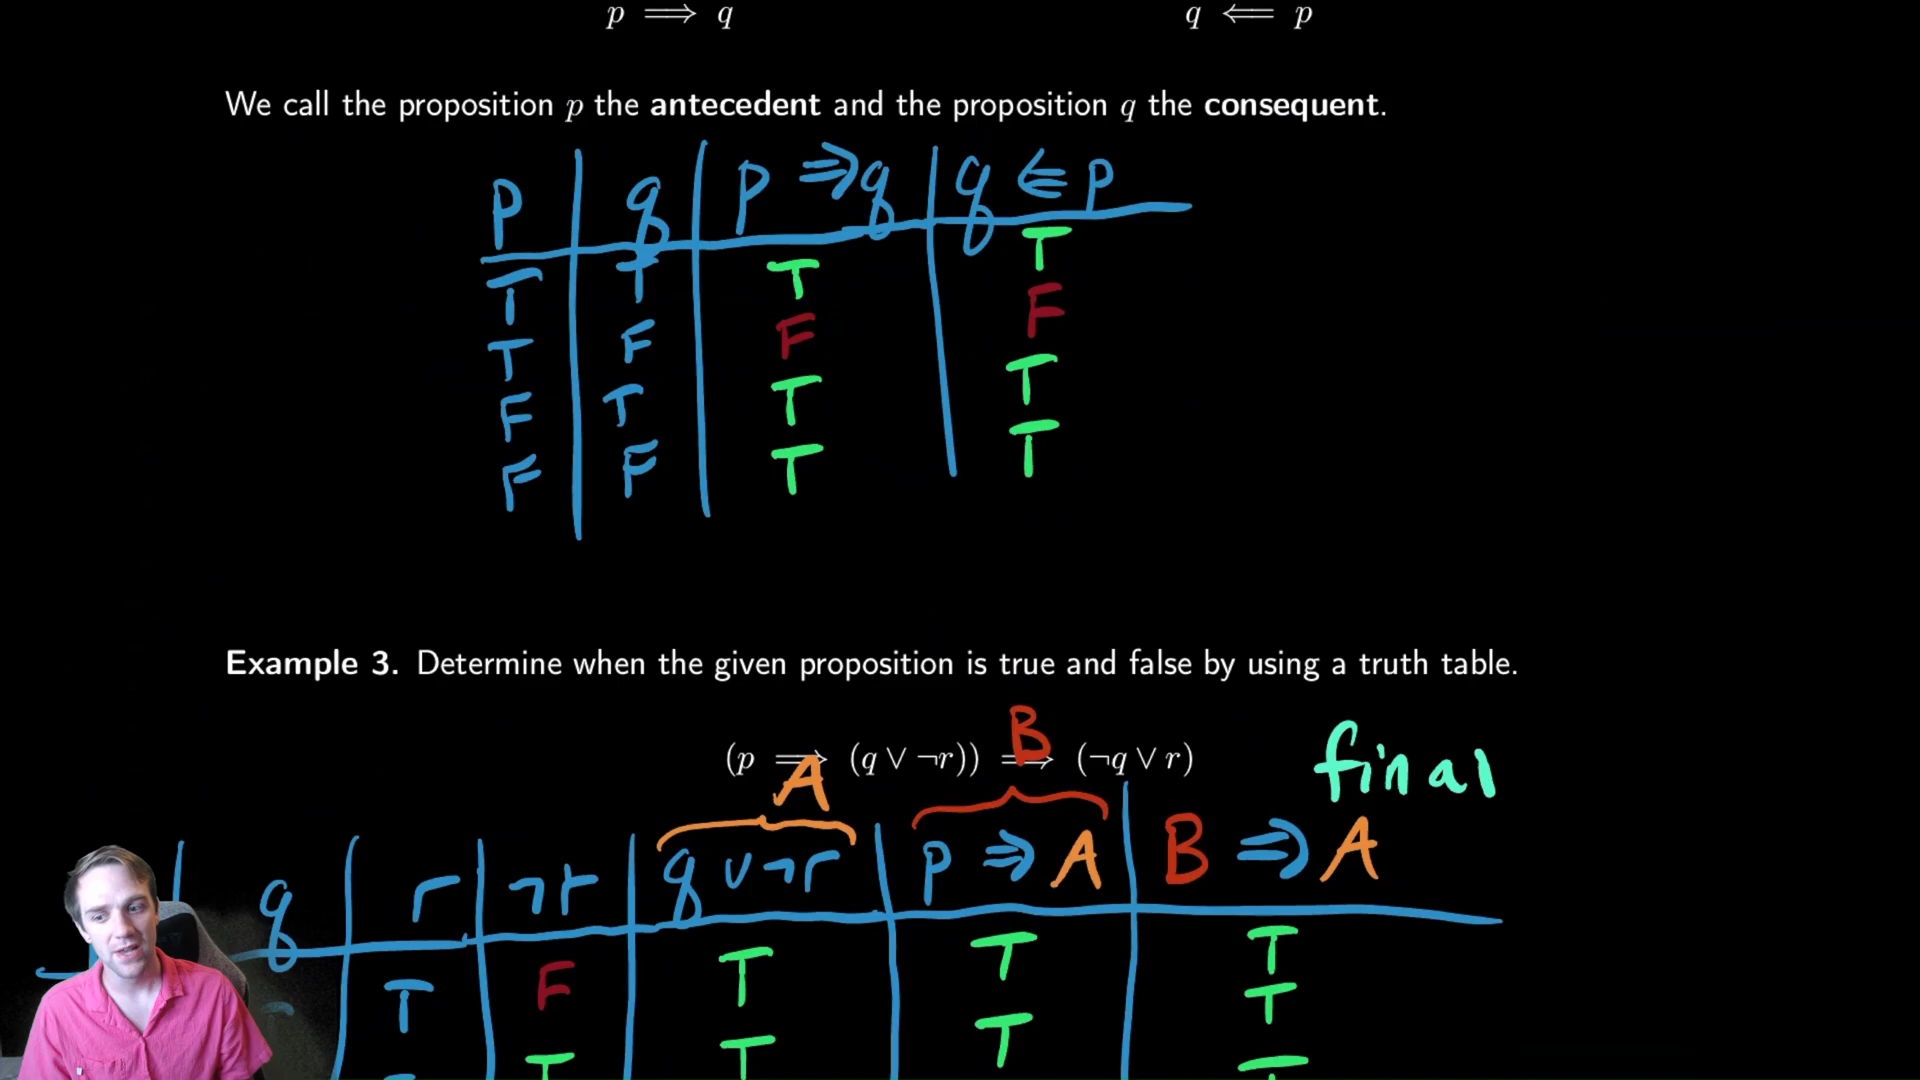 p ⟹ q q ⟸ p
We call the proposition p the antecedent and the proposition q the consequent.
p q p ⇒ q q ⇐ p
T T T T
T F F F
F T T T
F F T T
Example 3. Determine when the given proposition is true and false by using a truth table.
(p ⟹ (q ∨ ¬r)) ⟹ (¬q ∨ r)
A B final
q r ¬r q ∨ ¬r p ⇒ A B ⇒ A
T F T T T
T T T T